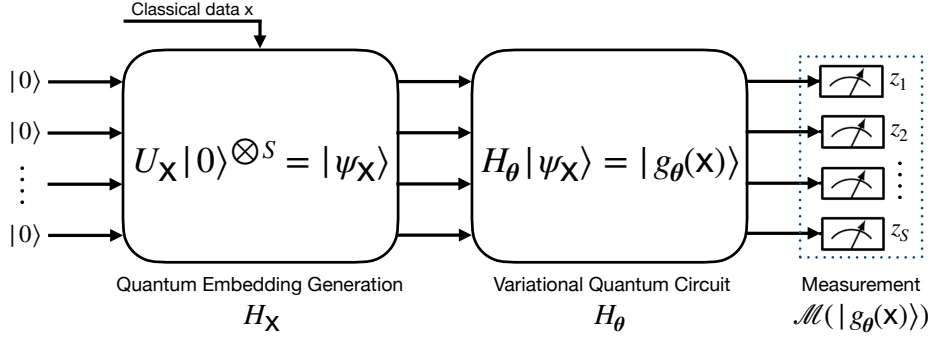 Classical data x
|0⟩
|0⟩
⋮
|0⟩
U_x|0⟩^{⊗S} = |ψ_x⟩
H_θ|ψ_x⟩ = |g_θ(x)⟩
z_1
z_2
⋮
z_S
Quantum Embedding Generation
H_x
Variational Quantum Circuit
H_θ
Measurement
ℳ(|g_θ(x)⟩)